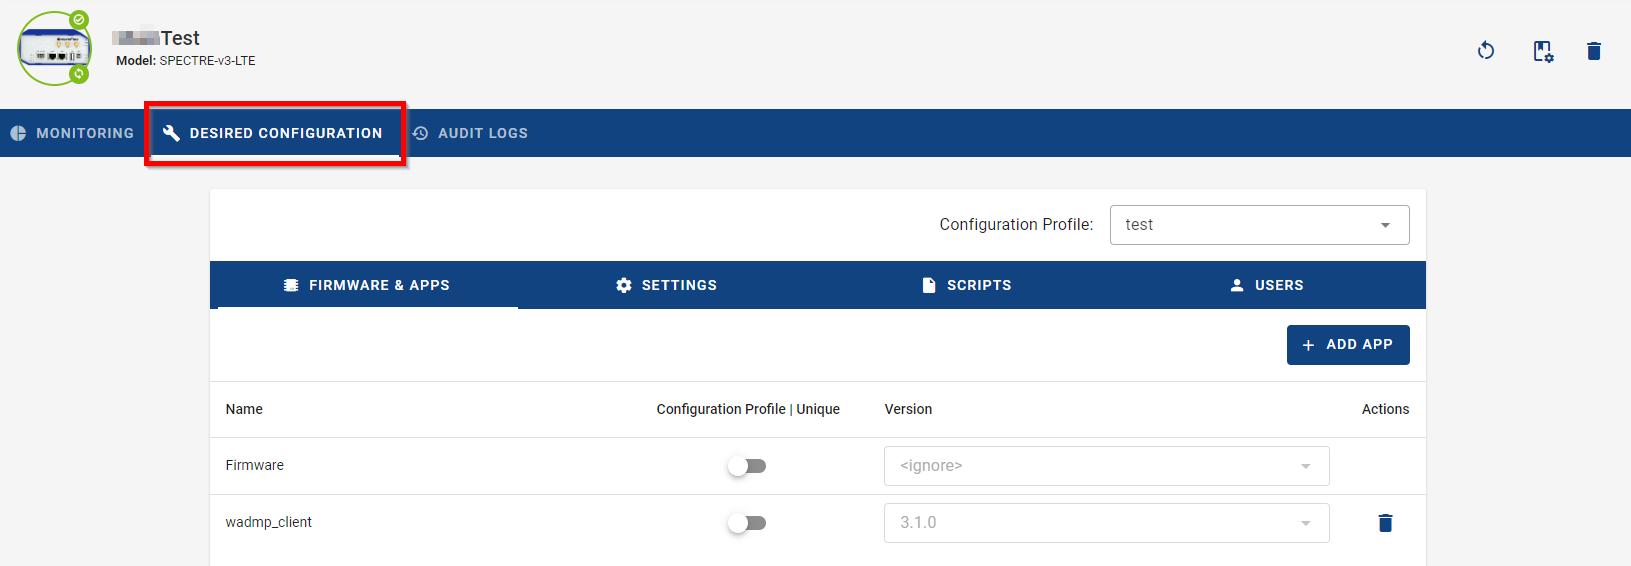 Test
Model: SPECTRE-v3-LTE
MONITORING
DESIRED CONFIGURATION
AUDIT LOGS
Configuration Profile: test
FIRMWARE & APPS
SETTINGS
SCRIPTS
USERS
+ ADD APP
Name Configuration Profile | Unique Version Actions
Firmware <ignore>
wadmp_client 3.1.0